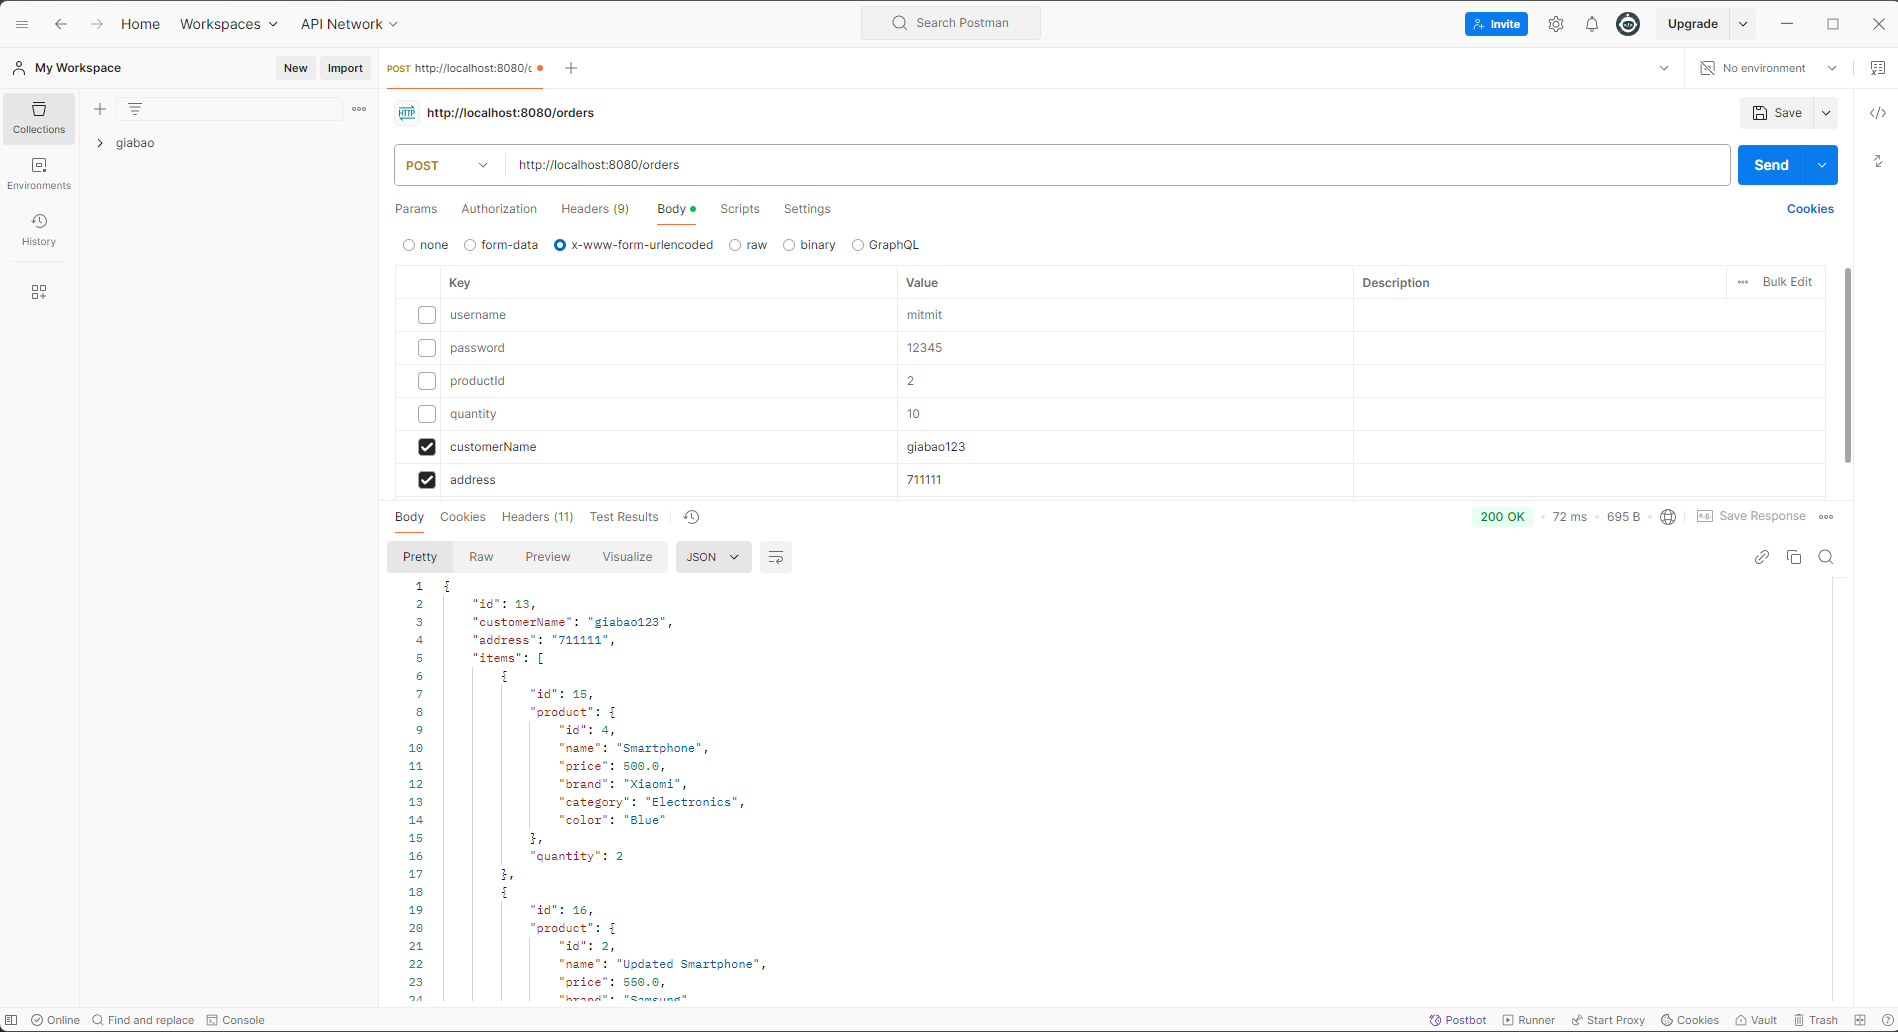 Home Workspaces API Network Search Postman Invite Upgrade
My Workspace New Import POST http://localhost:8080/c No environment
Collections
Environments
History
giabao
HTTP http://localhost:8080/orders Save
POST http://localhost:8080/orders Send
Params Authorization Headers (9) Body Scripts Settings Cookies
none form-data x-www-form-urlencoded raw binary GraphQL
Key Value Description Bulk Edit
username mitmit
password 12345
productId 2
quantity 10
customerName giabao123
address 711111
Body Cookies Headers (11) Test Results 200 OK 72 ms 695 B e.g. Save Response
Pretty Raw Preview Visualize JSON
1 {
2 "id": 13,
3 "customerName": "giabao123",
4 "address": "711111",
5 "items": [
6 {
7 "id": 15,
8 "product": {
9 "id": 4,
10 "name": "Smartphone",
11 "price": 500.0,
12 "brand": "Xiaomi",
13 "category": "Electronics",
14 "color": "Blue"
15 },
16 "quantity": 2
17 },
18 {
19 "id": 16,
20 "product": {
21 "id": 2,
22 "name": "Updated Smartphone",
23 "price": 550.0,
24 "brand": "Samsung"
Online Find and replace Console Postbot Runner Start Proxy Cookies Vault Trash